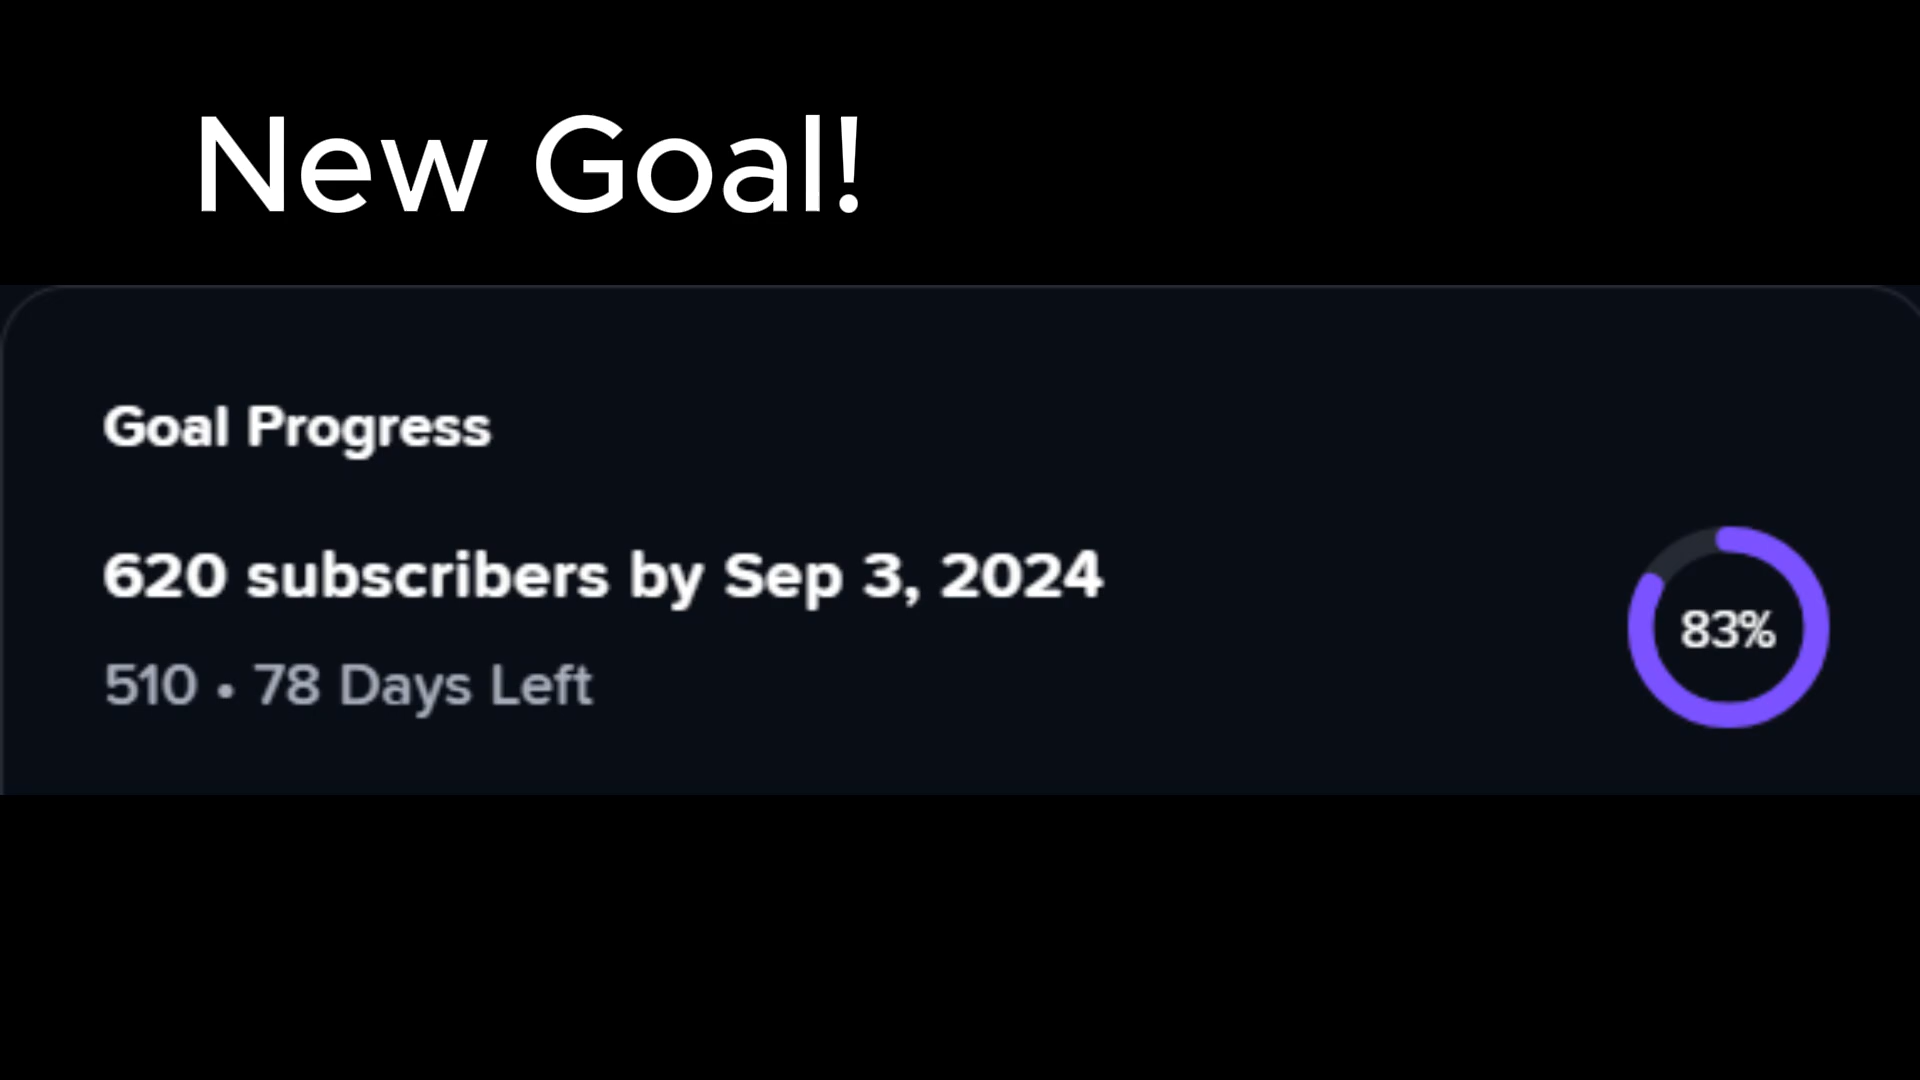 New Goal!
Goal Progress
620 subscribers by Sep 3, 2024
83%
510 • 78 Days Left